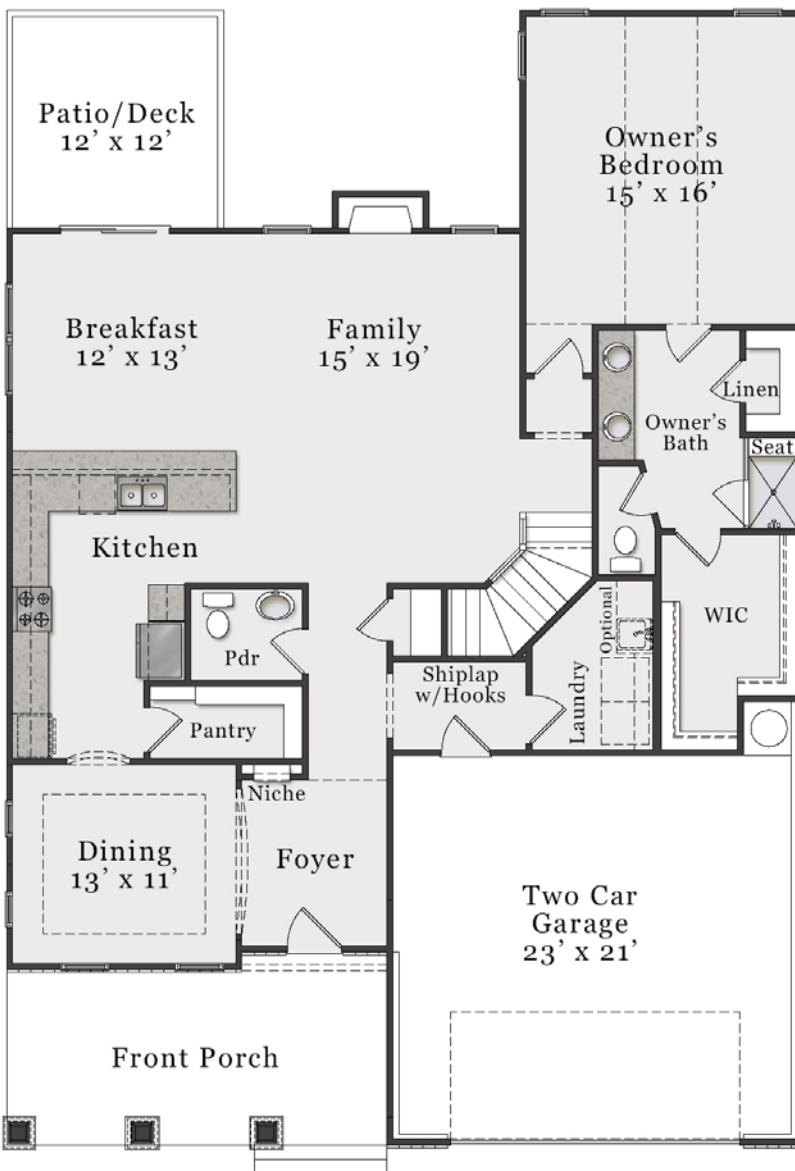 Patio/Deck
12’ x 12’
Owner’s
Bedroom
15’ x 16’
Breakfast
12’ x 13’
Family
15’ x 19’
Linen
Owner’s
Bath
Seat
Kitchen
Pdr
Optional
WIC
Shiplap
w/Hooks
Laundry
Pantry
Niche
Dining
13’ x 11’
Foyer
Two Car
Garage
23’ x 21’
Front Porch